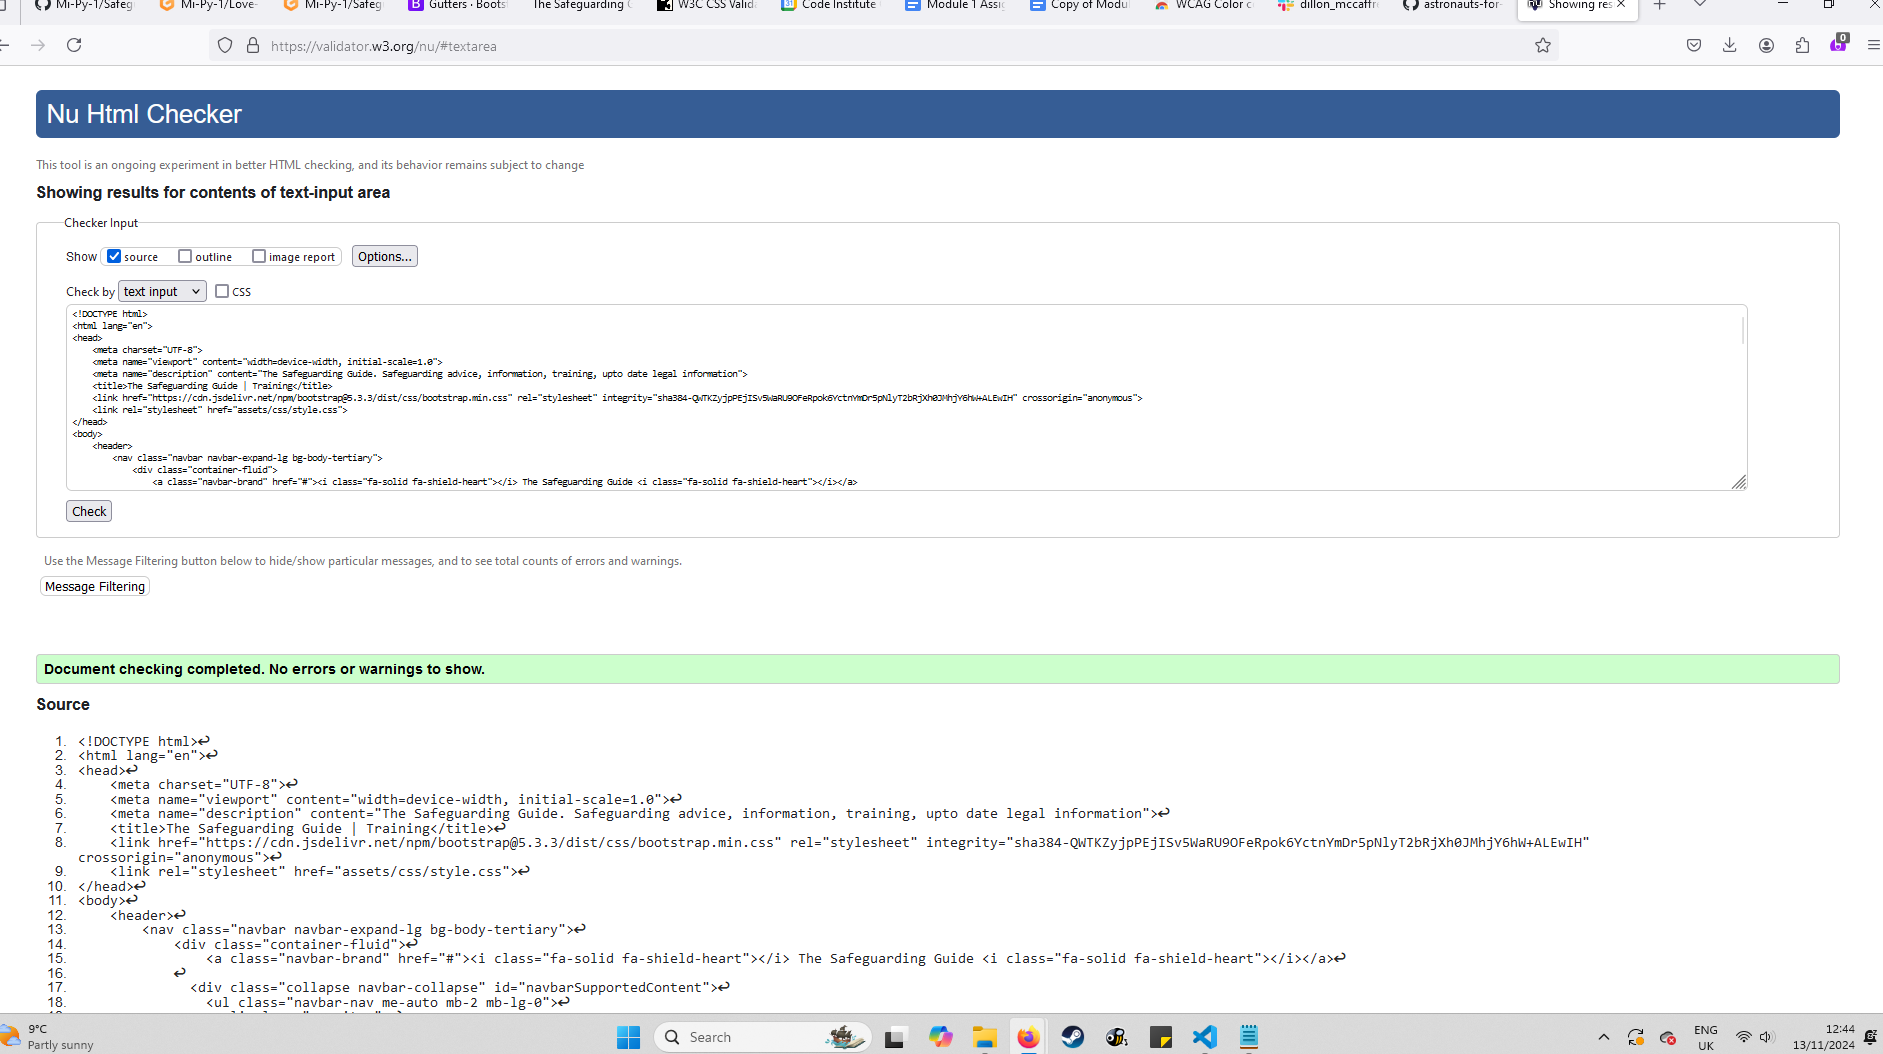 Mi-Py-1/Safeg
Mi-Py-1/Love-
Mi-Py-1/Safeg
Gutters · Boots
The Safeguarding G
W3C CSS Valid
Code Institute
Module 1 Assig
Copy of Modul
WCAG Color c
dillon_mccaffre
astronauts-for-
Showing res
https://validator.w3.org/nu/#textarea
0
Nu Html Checker
This tool is an ongoing experiment in better HTML checking, and its behavior remains subject to change
Showing results for contents of text-input area
Checker Input
Show source outline image report Options...
Check by text input CSS
<!DOCTYPE html>
<html lang="en">
<head>
<meta charset="UTF-8">
<meta name="viewport" content="width=device-width, initial-scale=1.0">
<meta name="description" content="The Safeguarding Guide. Safeguarding advice, information, training, upto date legal information">
<title>The Safeguarding Guide | Training</title>
<link href="https://cdn.jsdelivr.net/npm/bootstrap@5.3.3/dist/css/bootstrap.min.css" rel="stylesheet" integrity="sha384-QWTKZyjpPEjISv5WaRU9OFeRpok6YctnYmDr5pNlyT2bRjXh0JMhjY6hW+ALEwIH" crossorigin="anonymous">
<link rel="stylesheet" href="assets/css/style.css">
</head>
<body>
<header>
<nav class="navbar navbar-expand-lg bg-body-tertiary">
<div class="container-fluid">
<a class="navbar-brand" href="#"><i class="fa-solid fa-shield-heart"></i> The Safeguarding Guide <i class="fa-solid fa-shield-heart"></i></a>
Check
Use the Message Filtering button below to hide/show particular messages, and to see total counts of errors and warnings.
Message Filtering
Document checking completed. No errors or warnings to show.
Source
1. <!DOCTYPE html>↩
2. <html lang="en">↩
3. <head>↩
4. <meta charset="UTF-8">↩
5. <meta name="viewport" content="width=device-width, initial-scale=1.0">↩
6. <meta name="description" content="The Safeguarding Guide. Safeguarding advice, information, training, upto date legal information">↩
7. <title>The Safeguarding Guide | Training</title>↩
8. <link href="https://cdn.jsdelivr.net/npm/bootstrap@5.3.3/dist/css/bootstrap.min.css" rel="stylesheet" integrity="sha384-QWTKZyjpPEjISv5WaRU9OFeRpok6YctnYmDr5pNlyT2bRjXh0JMhjY6hW+ALEwIH"
crossorigin="anonymous">↩
9. <link rel="stylesheet" href="assets/css/style.css">↩
10. </head>↩
11. <body>↩
12. <header>↩
13. <nav class="navbar navbar-expand-lg bg-body-tertiary">↩
14. <div class="container-fluid">↩
15. <a class="navbar-brand" href="#"><i class="fa-solid fa-shield-heart"></i> The Safeguarding Guide <i class="fa-solid fa-shield-heart"></i></a>↩
16. ↩
17. <div class="collapse navbar-collapse" id="navbarSupportedContent">↩
18. <ul class="navbar-nav me-auto mb-2 mb-lg-0">↩
9°C
Partly sunny
Search
ENG
UK
12:44
13/11/2024